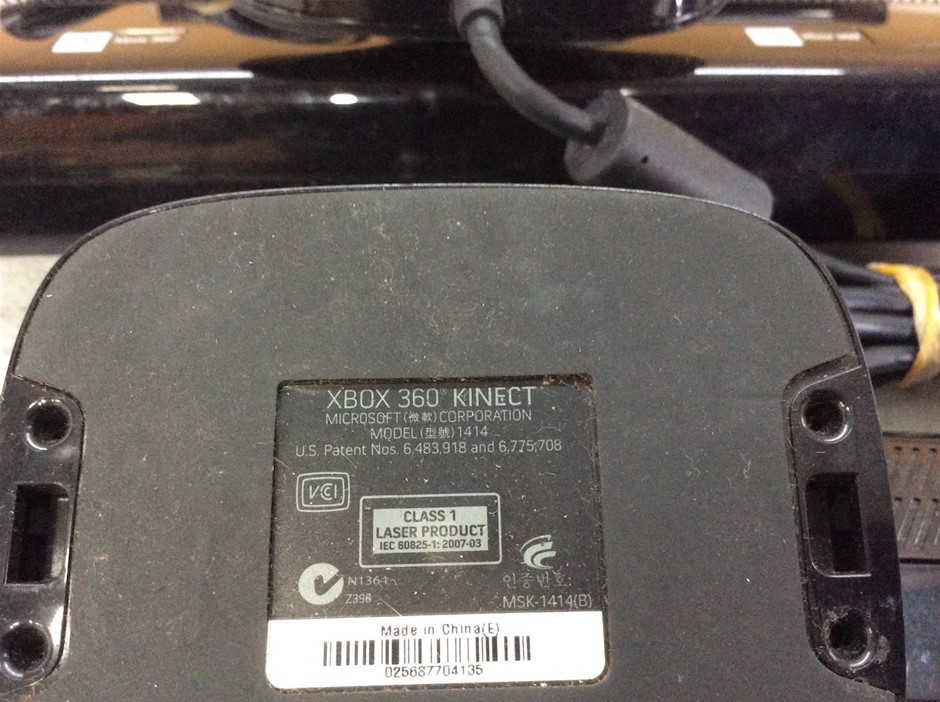 XBOX 360 KINECT
MICROSOFT (微軟) CORPORATION
MODEL (型號) 1414
U.S. Patent Nos. 6,483,918 and 6,775,708
VCI
CLASS 1
LASER PRODUCT
IEC 60825-1: 2007-03
N1361
Z398
인증번호:
MSK-1414(B)
Made in China(E)
025687704135